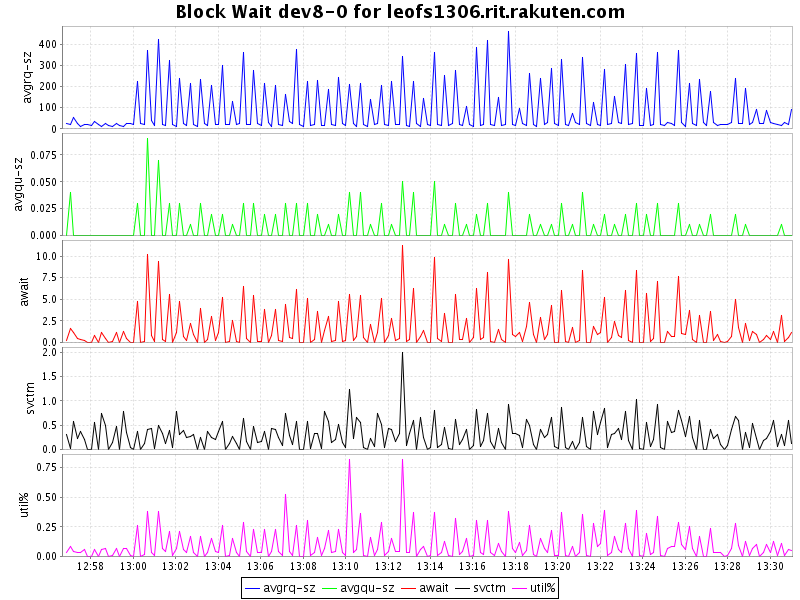 Block Wait dev8-0 for leofs1306.rit.rakuten.com
avgrq-sz
400
300
200
100
0
avgqu-sz
0.075
0.050
0.025
0.000
await
10.0
7.5
5.0
2.5
0.0
svctm
2.0
1.5
1.0
0.5
0.0
util%
0.75
0.50
0.25
0.00
12:58 13:00 13:02 13:04 13:06 13:08 13:10 13:12 13:14 13:16 13:18 13:20 13:22 13:24 13:26 13:28 13:30
avgrq-sz avgqu-sz await svctm util%